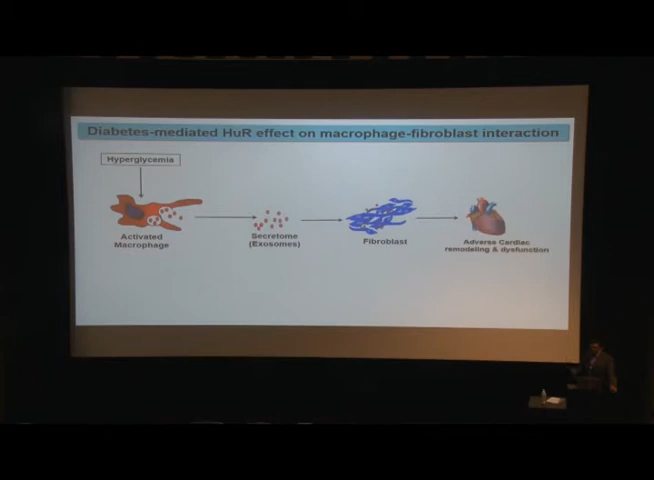 Diabetes-mediated HuR effect on macrophage-fibroblast interaction
Hyperglycemia
Activated
Macrophage
Secretome
(Exosomes)
Fibroblast
Adverse Cardiac
remodeling & dysfunction